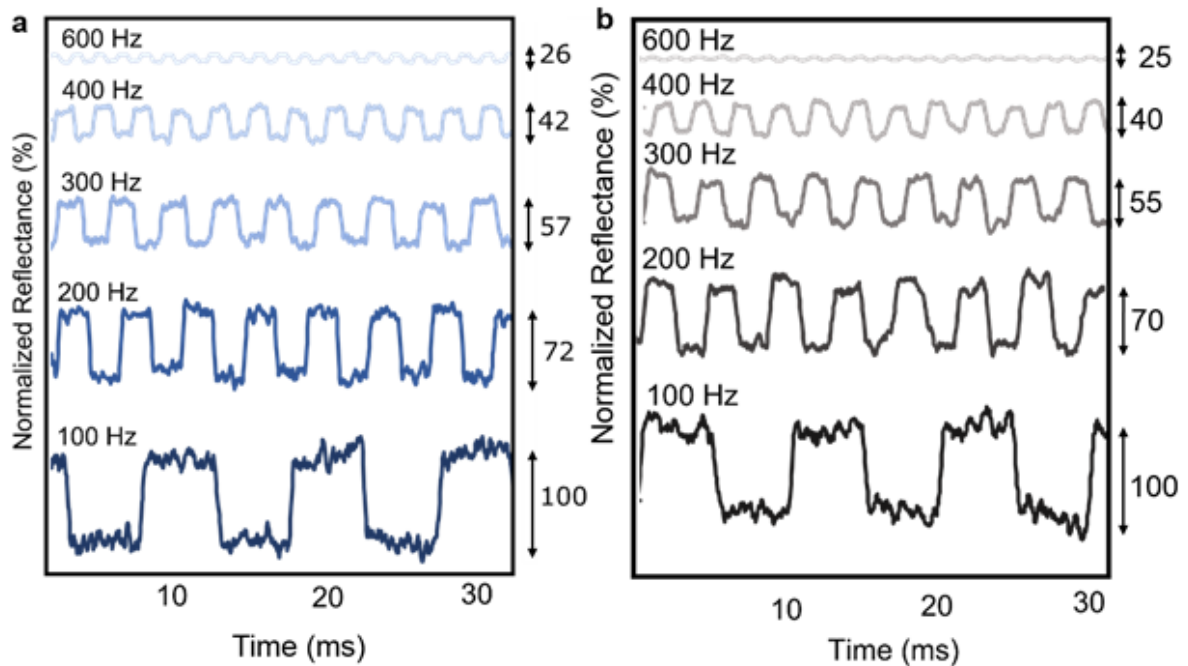 a
600 Hz
26
400 Hz
42
300 Hz
57
200 Hz
72
100 Hz
100
Normalized Reflectance (%)
10 20 30
Time (ms)
b
600 Hz
25
400 Hz
40
300 Hz
55
200 Hz
70
100 Hz
100
Normalized Reflectance (%)
10 20 30
Time (ms)